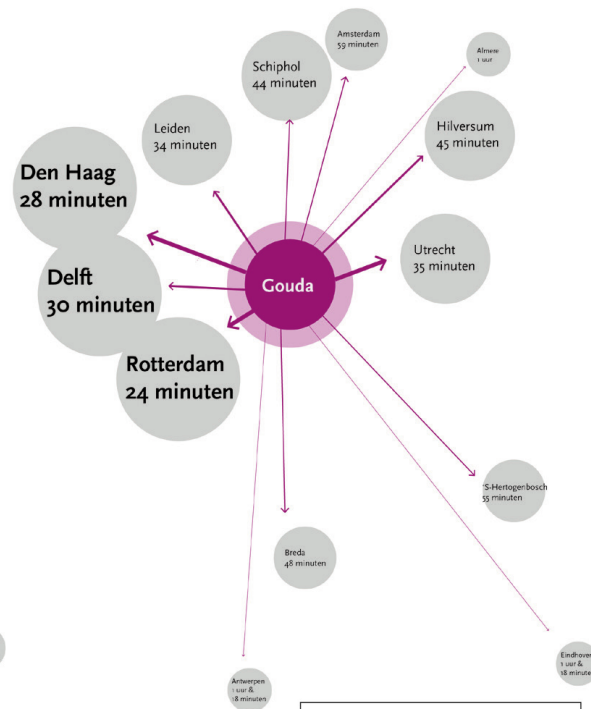 Amsterdam
59 minuten
Almere
1 uur
Schiphol
44 minuten
Leiden
34 minuten
Hilversum
45 minuten
Den Haag
28 minuten
Utrecht
35 minuten
Delft
30 minuten
Gouda
Rotterdam
24 minuten
'S-Hertogenbosch
55 minuten
Breda
48 minuten
Eindhoven
1 uur &
18 minuten
Antwerpen
1 uur &
18 minuten